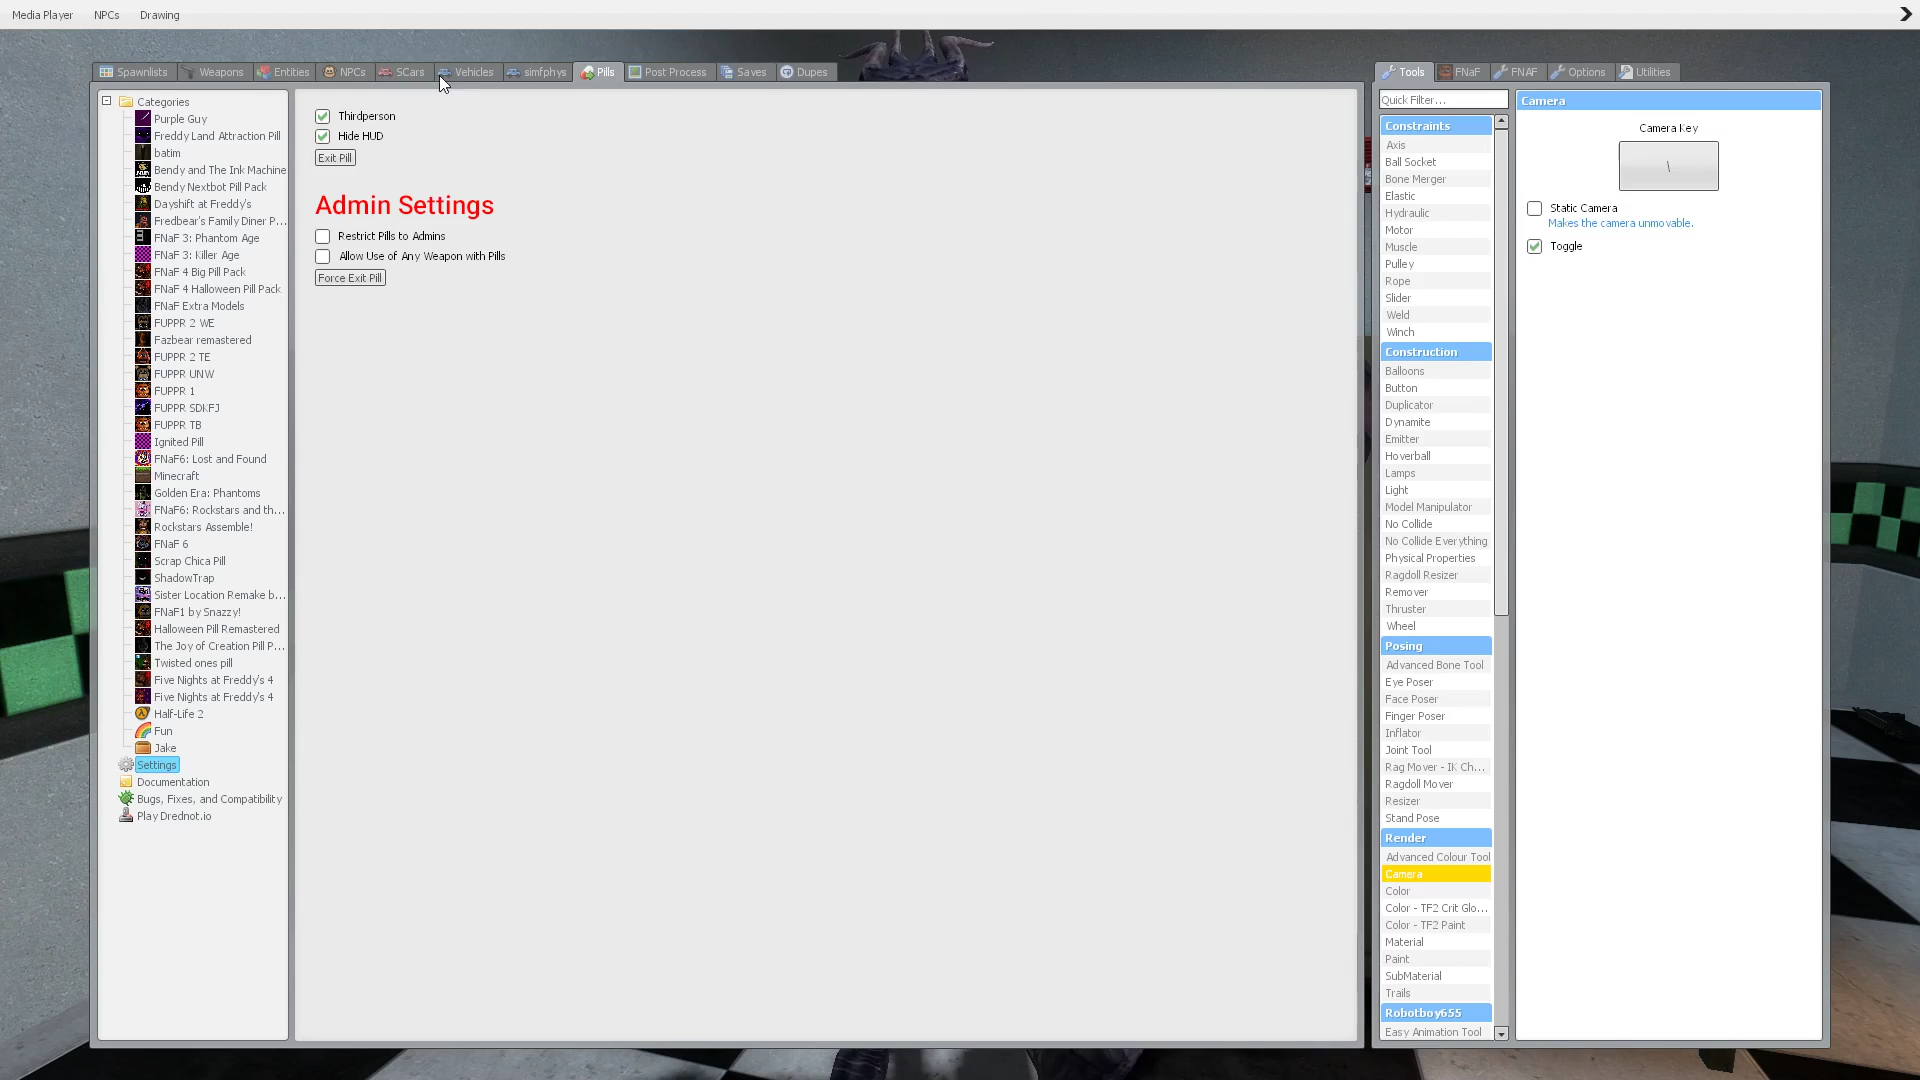 Media Player NPCs Drawing
Spawnlists Weapons Entities NPCs SCars Vehicles simfphys Pills Post Process Saves Dupes
Tools FNaF FNAF Options Utilities
Categories
Purple Guy
Freddy Land Attraction Pill
batim
Bendy and The Ink Machine
Bendy Nextbot Pill Pack
Dayshift at Freddy's
Fredbear's Family Diner P...
FNaF 3: Phantom Age
FNaF 3: Killer Age
FNaF 4 Big Pill Pack
FNaF 4 Halloween Pill Pack
FNaF Extra Models
FUPPR 2 WE
Fazbear remastered
FUPPR 2 TE
FUPPR UNW
FUPPR 1
FUPPR SDKFJ
FUPPR TB
Ignited Pill
FNaF6: Lost and Found
Minecraft
Golden Era: Phantoms
FNaF6: Rockstars and th...
Rockstars Assemble!
FNaF 6
Scrap Chica Pill
ShadowTrap
Sister Location Remake b...
FNaF1 by Snazzy!
Halloween Pill Remastered
The Joy of Creation Pill P...
Twisted ones pill
Five Nights at Freddy's 4
Five Nights at Freddy's 4
Half-Life 2
Fun
Jake
Settings
Documentation
Bugs, Fixes, and Compatibility
Play Drednot.io
Thirdperson
Hide HUD
Exit Pill
Admin Settings
Restrict Pills to Admins
Allow Use of Any Weapon with Pills
Force Exit Pill
Quick Filter...
Constraints
Axis
Ball Socket
Bone Merger
Elastic
Hydraulic
Motor
Muscle
Pulley
Rope
Slider
Weld
Winch
Construction
Balloons
Button
Duplicator
Dynamite
Emitter
Hoverball
Lamps
Light
Model Manipulator
No Collide
No Collide Everything
Physical Properties
Ragdoll Resizer
Remover
Thruster
Wheel
Posing
Advanced Bone Tool
Eye Poser
Face Poser
Finger Poser
Inflator
Joint Tool
Rag Mover - IK Ch...
Ragdoll Mover
Resizer
Stand Pose
Render
Advanced Colour Tool
Camera
Color
Color - TF2 Crit Glo...
Color - TF2 Paint
Material
Paint
SubMaterial
Trails
Robotboy655
Easy Animation Tool
Camera
Camera Key
\
Static Camera
Makes the camera unmovable.
Toggle